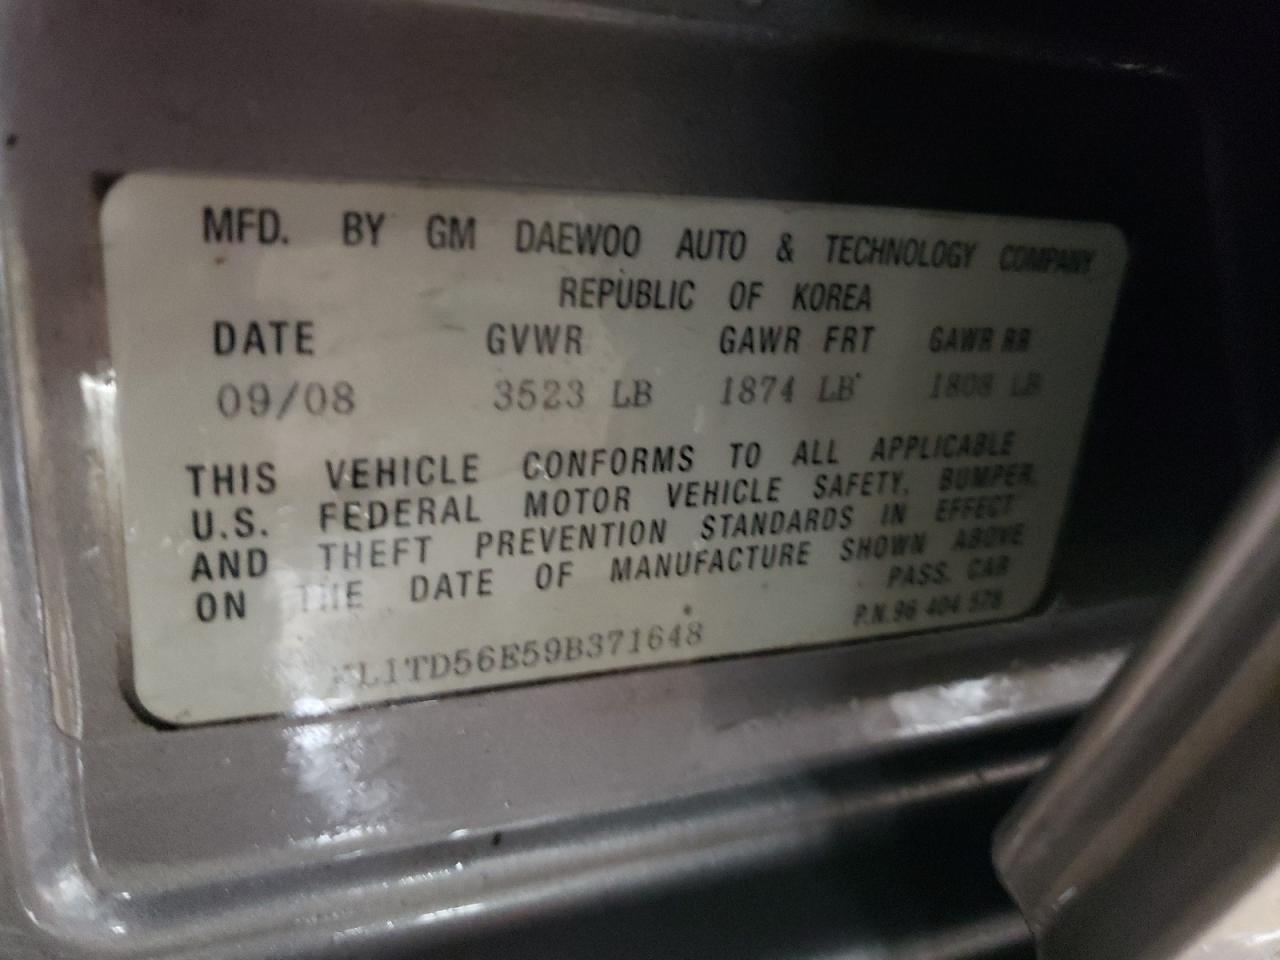 MFD. BY GM DAEWOO AUTO & TECHNOLOGY COMPANY
REPUBLIC OF KOREA
DATE GVWR GAWR FRT GAWR RR
09/08 3523 LB 1874 LB 1808 LB
THIS VEHICLE CONFORMS TO ALL APPLICABLE
U.S. FEDERAL MOTOR VEHICLE SAFETY, BUMPER,
AND THEFT PREVENTION STANDARDS IN EFFECT
ON THE DATE OF MANUFACTURE SHOWN ABOVE
PASS. CAR
KL1TD56E59B371648
P.N. 96 404 578